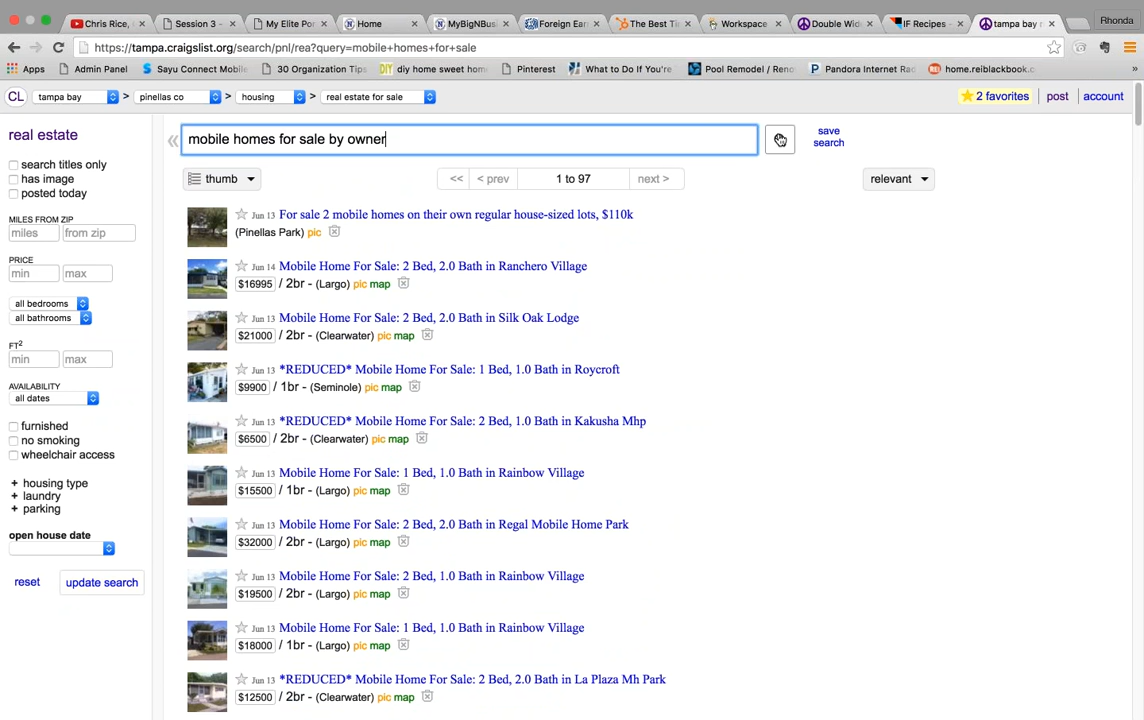 Chris Rice,
Session 3 -
My Elite Por
Home
MyBigNBus
Foreign Earn
The Best Tic
Workspace
Double Wide
IF Recipes -
tampa bay r
Rhonda
https://tampa.craigslist.org/search/pnl/rea?query=mobile+homes+for+sale
Apps
Admin Panel
Sayu Connect Mobile
30 Organization Tips
DIY diy home sweet hom
Pinterest
What to Do If You're
Pool Remodel / Reno
Pandora Internet Rad
home.reiblackbook.c
»
CL tampa bay > pinellas co > housing > real estate for sale
2 favorites post account
real estate
search titles only
has image
posted today
MILES FROM ZIP
miles from zip
PRICE
min max
all bedrooms
all bathrooms
FT2
min max
AVAILABILITY
all dates
furnished
no smoking
wheelchair access
+ housing type
+ laundry
+ parking
open house date
reset update search
« mobile homes for sale by owner
save
search
thumb << < prev 1 to 97 next > relevant
Jun 13 For sale 2 mobile homes on their own regular house-sized lots, $110k
(Pinellas Park) pic
Jun 14 Mobile Home For Sale: 2 Bed, 2.0 Bath in Ranchero Village
$16995 / 2br - (Largo) pic map
Jun 13 Mobile Home For Sale: 2 Bed, 2.0 Bath in Silk Oak Lodge
$21000 / 2br - (Clearwater) pic map
Jun 13 *REDUCED* Mobile Home For Sale: 1 Bed, 1.0 Bath in Roycroft
$9900 / 1br - (Seminole) pic map
Jun 13 *REDUCED* Mobile Home For Sale: 2 Bed, 1.0 Bath in Kakusha Mhp
$6500 / 2br - (Clearwater) pic map
Jun 13 Mobile Home For Sale: 1 Bed, 1.0 Bath in Rainbow Village
$15500 / 1br - (Largo) pic map
Jun 13 Mobile Home For Sale: 2 Bed, 2.0 Bath in Regal Mobile Home Park
$32000 / 2br - (Largo) pic map
Jun 13 Mobile Home For Sale: 2 Bed, 1.0 Bath in Rainbow Village
$19500 / 2br - (Largo) pic map
Jun 13 Mobile Home For Sale: 1 Bed, 1.0 Bath in Rainbow Village
$18000 / 1br - (Largo) pic map
Jun 13 *REDUCED* Mobile Home For Sale: 2 Bed, 2.0 Bath in La Plaza Mh Park
$12500 / 2br - (Clearwater) pic map